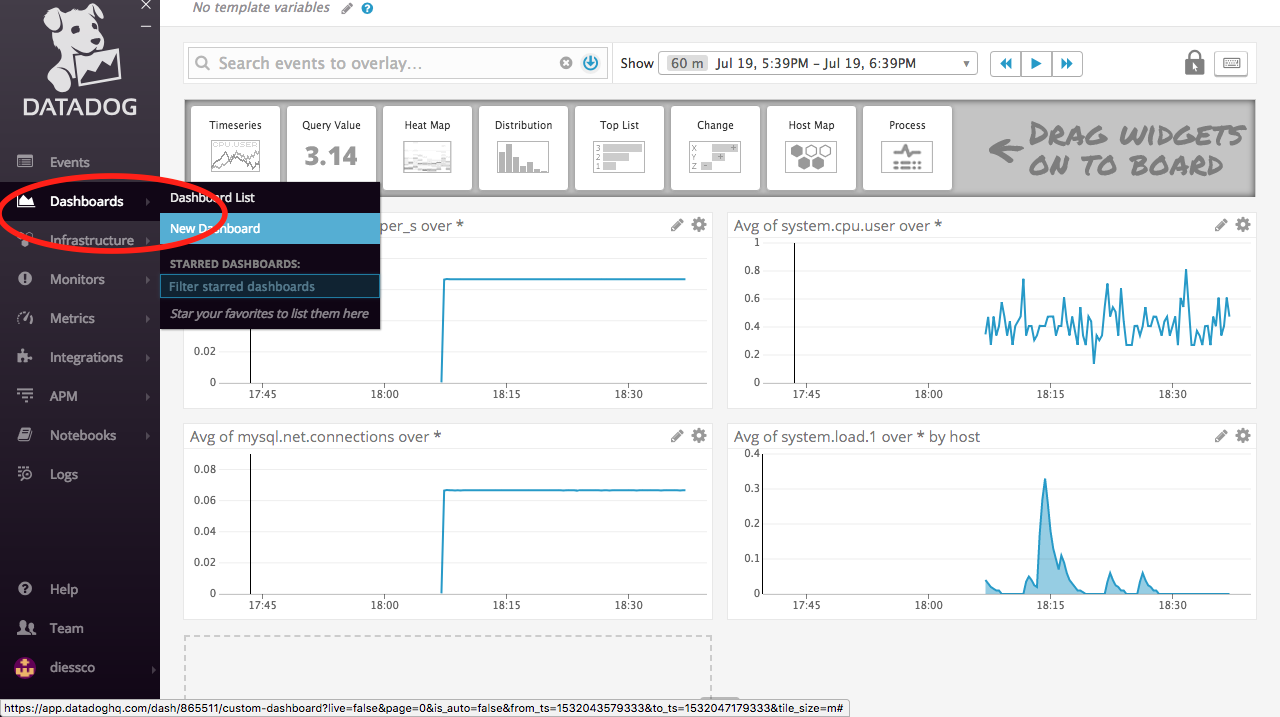 No template variables
DATADOG
Search events to overlay...
Show 60 m Jul 19, 5:39PM – Jul 19, 6:39PM
Timeseries
CPU.USER
Query Value
3.14
Heat Map
Distribution
Top List
3
2
1
Change
X
Y
Z
Host Map
Process
DRAG WIDGETS
ON TO BOARD
Events
Dashboards
Infrastructure
Monitors
Metrics
Integrations
APM
Notebooks
Logs
Help
Team
diessco
Dashboard List
New Dashboard
STARRED DASHBOARDS:
Filter starred dashboards
Star your favorites to list them here
per_s over *
0.02
0
17:45 18:00 18:15 18:30
Avg of system.cpu.user over *
1
0.8
0.6
0.4
0.2
0
17:45 18:00 18:15 18:30
Avg of mysql.net.connections over *
0.08
0.06
0.04
0.02
0
17:45 18:00 18:15 18:30
Avg of system.load.1 over * by host
0.4
0.3
0.2
0.1
0
17:45 18:00 18:15 18:30
https://app.datadoghq.com/dash/865511/custom-dashboard?live=false&page=0&is_auto=false&from_ts=1532043579333&to_ts=1532047179333&tile_size=m#